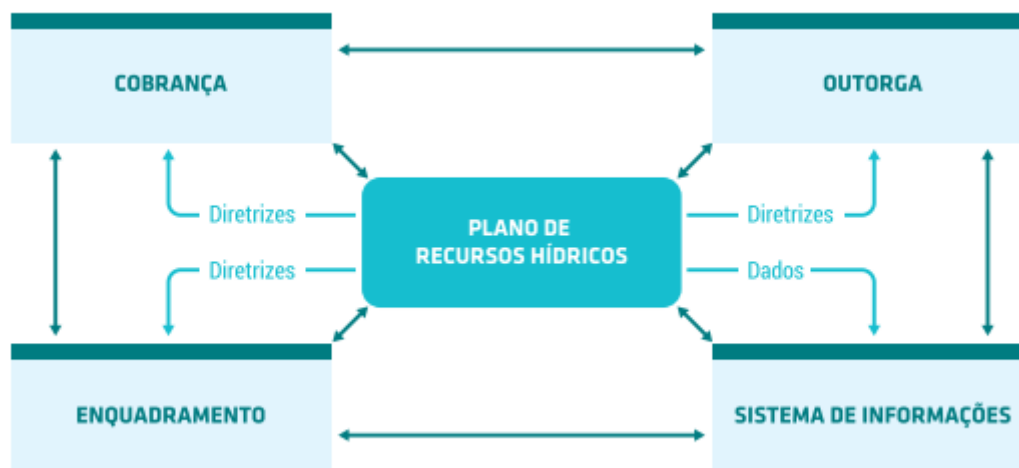 COBRANÇA
OUTORGA
Diretrizes
Diretrizes
PLANO DE
RECURSOS HÍDRICOS
Diretrizes
Dados
ENQUADRAMENTO
SISTEMA DE INFORMAÇÕES